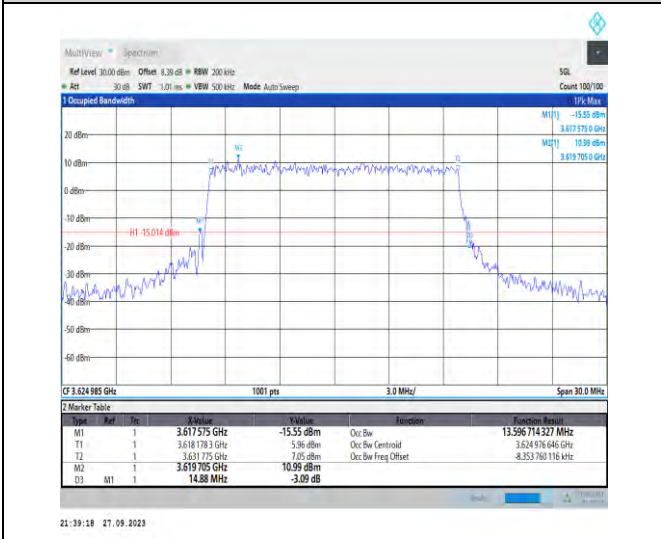 MultiView Spectrum
Ref Level 30.00 dBm Offset 8.39 dB RBW 200 kHz SGL
Att 30 dB SWT 1.01 ms VBW 500 kHz Mode Auto Sweep Count 100/100
1 Occupied Bandwidth 1Pk Max
M1[1] -15.55 dBm
3.617 575 0 GHz
M2[1] 10.99 dBm
3.619 705 0 GHz
20 dBm
M2
T1 T2
10 dBm
0 dBm
-10 dBm
M1
H1 -15.014 dBm
-20 dBm
-30 dBm
-40 dBm
-50 dBm
-60 dBm
CF 3.624 985 GHz 1001 pts 3.0 MHz/ Span 30.0 MHz
2 Marker Table
Type Ref Trc X-Value Y-Value Function Function Result
M1 1 3.617 575 GHz -15.55 dBm Occ Bw 13.596 714 327 MHz
T1 1 3.618 178 3 GHz 5.96 dBm Occ Bw Centroid 3.624 976 646 GHz
T2 1 3.631 775 GHz 7.05 dBm Occ Bw Freq Offset -8.353 760 116 kHz
M2 1 3.619 705 GHz 10.99 dBm
D3 M1 1 14.88 MHz -3.09 dB
21:39:18 27.09.2023